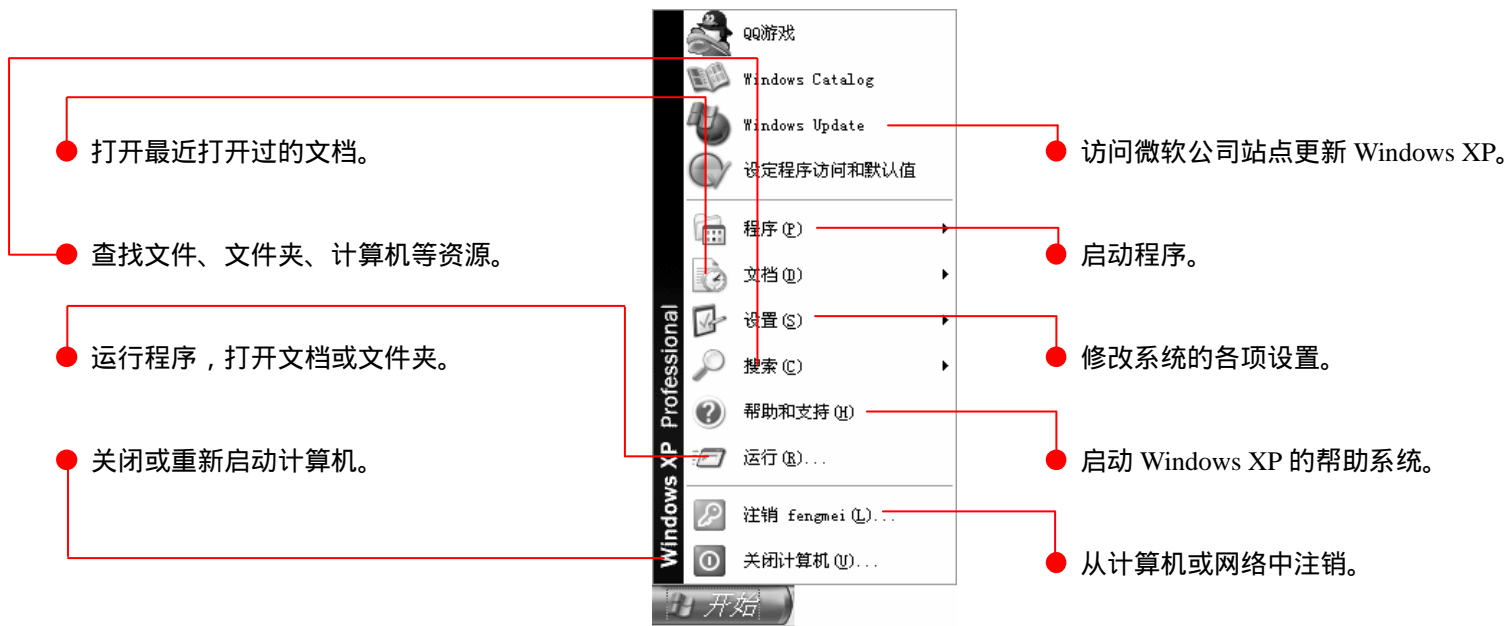 打开最近打开过的文档。
查找文件、文件夹、计算机等资源。
运行程序，打开文档或文件夹。
关闭或重新启动计算机。
QQ游戏
Windows Catalog
Windows Update
设定程序访问和默认值
程序(P)
文档(D)
设置(S)
搜索(C)
帮助和支持(H)
运行(R)...
注销 fengmei(L)...
关闭计算机(U)...
Windows XP Professional
开始
访问微软公司站点更新 Windows XP。
启动程序。
修改系统的各项设置。
启动 Windows XP 的帮助系统。
从计算机或网络中注销。